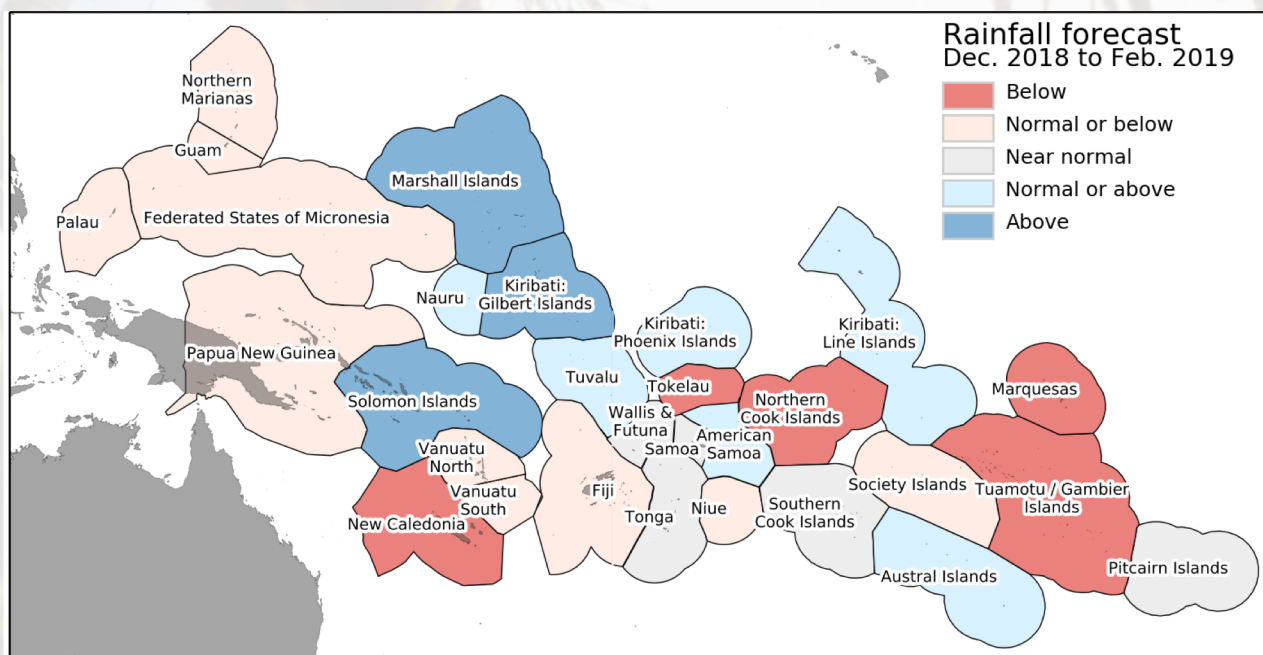 Rainfall forecast
Dec. 2018 to Feb. 2019
Below
Normal or below
Near normal
Normal or above
Above
Northern
Marianas
Guam
Marshall Islands
Palau
Federated States of Micronesia
Nauru
Kiribati:
Gilbert Islands
Kiribati:
Phoenix Islands
Kiribati:
Line Islands
Papua New Guinea
Tuvalu
Tokelau
Marquesas
Solomon Islands
Northern
Cook Islands
Wallis &
Futuna
Samoa
American
Samoa
Vanuatu
North
Vanuatu
South
Fiji
Society Islands
Tuamotu / Gambier
Islands
New Caledonia
Tonga
Niue
Southern
Cook Islands
Austral Islands
Pitcairn Islands